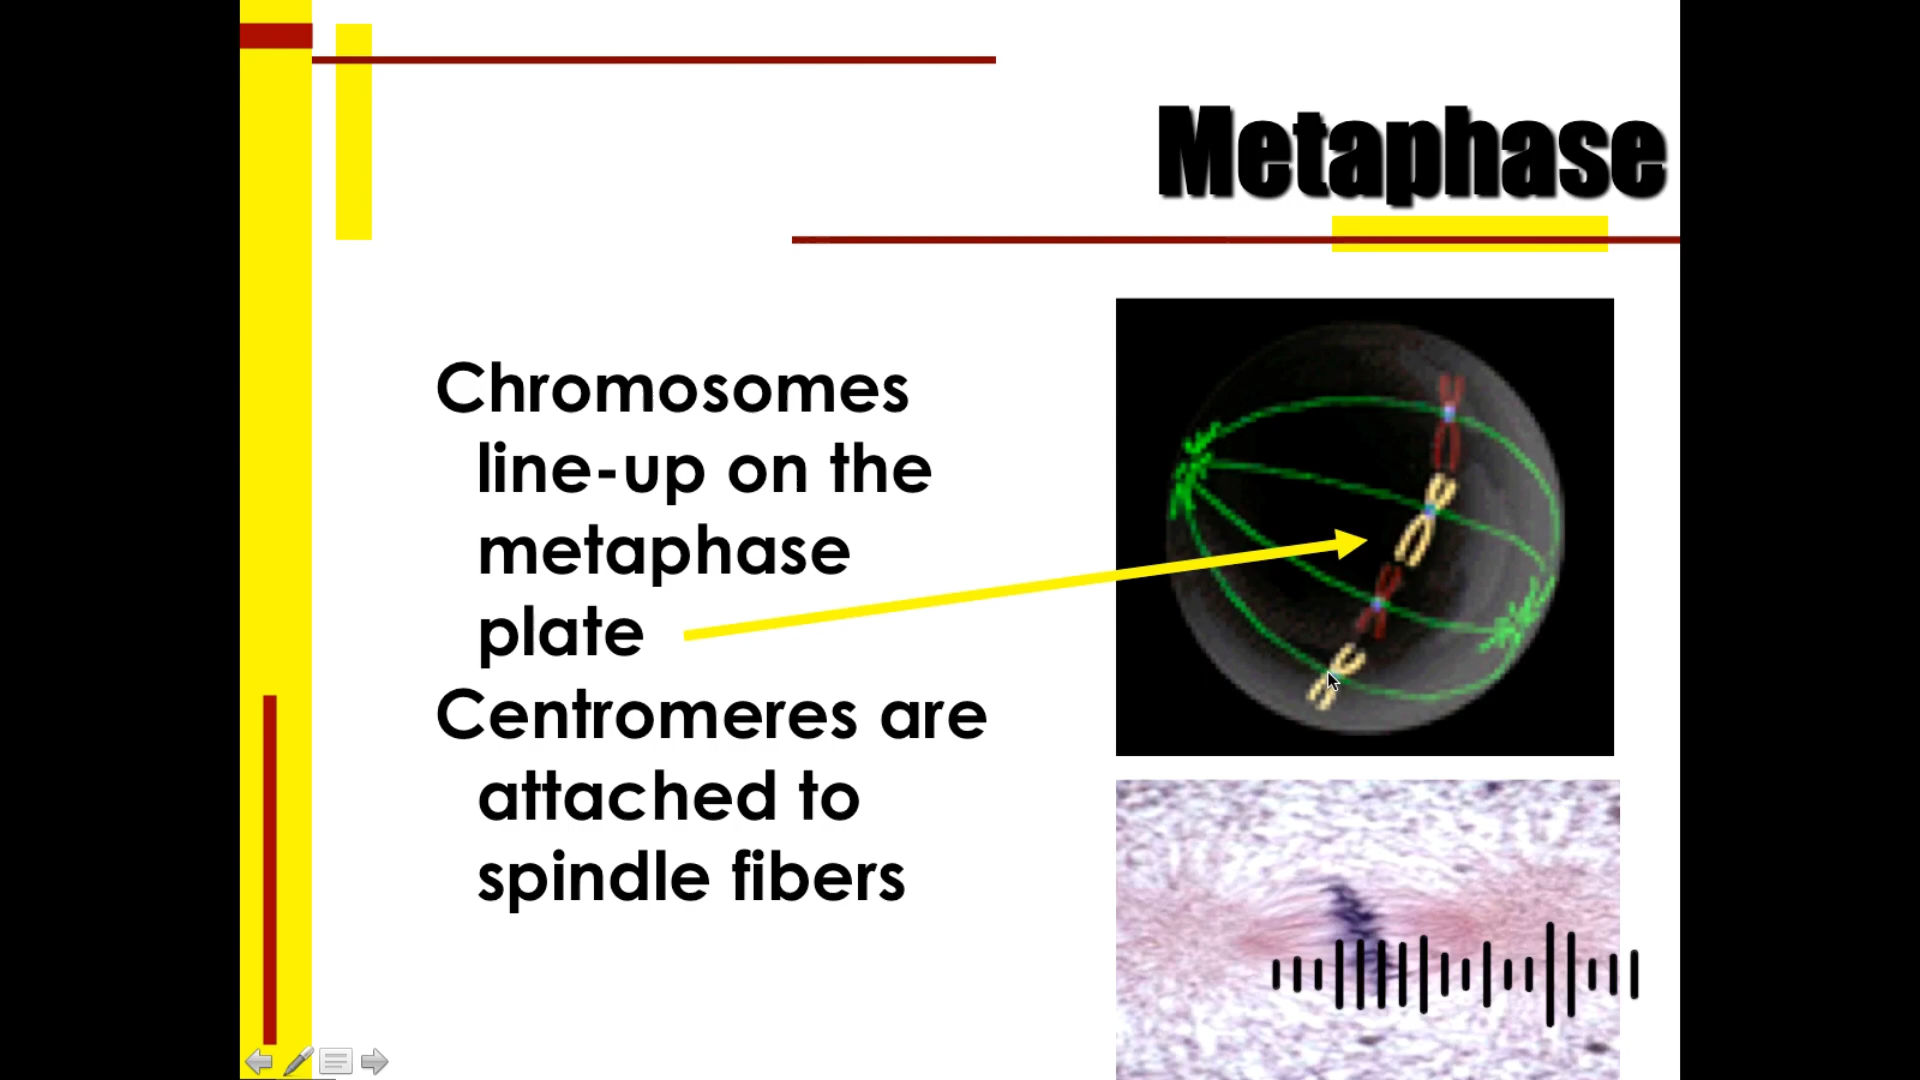 Metaphase
Chromosomes
line-up on the
metaphase
plate
Centromeres are
attached to
spindle fibers